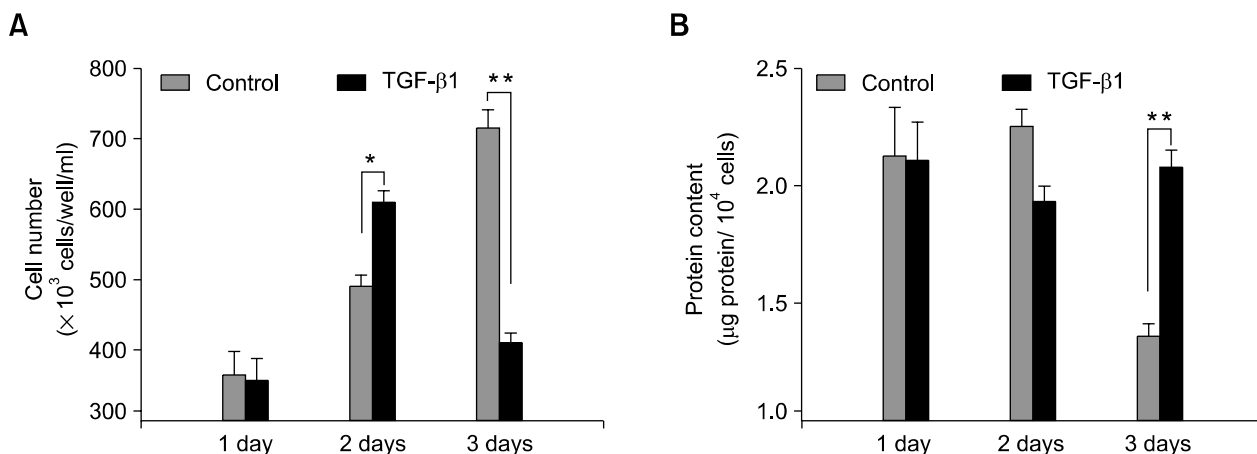 A
Cell number
(×10³ cells/well/ml)
800
700
600
500
400
300
Control
TGF-β1
*
**
1 day
2 days
3 days
B
Protein content
(μg protein/ 10⁴ cells)
2.5
2.0
1.5
1.0
Control
TGF-β1
**
1 day
2 days
3 days